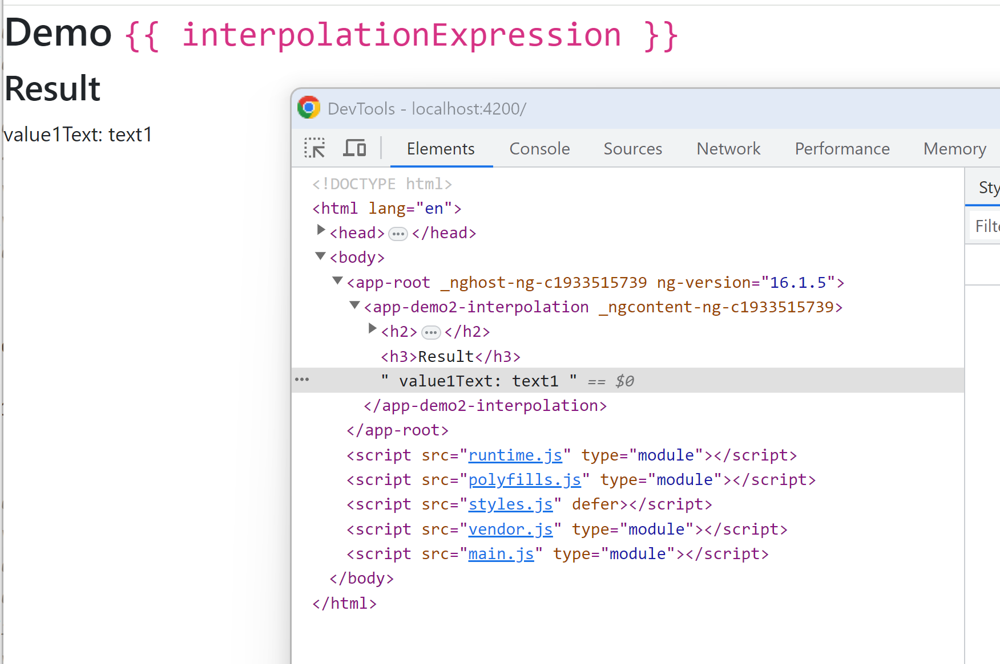 Demo {{ interpolationExpression }}
Result
value1Text: text1
DevTools - localhost:4200/
Elements Console Sources Network Performance Memory
<!DOCTYPE html>
<html lang="en">
<head> ••• </head>
<body>
<app-root _nghost-ng-c1933515739 ng-version="16.1.5">
<app-demo2-interpolation _ngcontent-ng-c1933515739>
<h2> ••• </h2>
<h3>Result</h3>
••• " value1Text: text1 " == $0
</app-demo2-interpolation>
</app-root>
<script src="runtime.js" type="module"></script>
<script src="polyfills.js" type="module"></script>
<script src="styles.js" defer></script>
<script src="vendor.js" type="module"></script>
<script src="main.js" type="module"></script>
</body>
</html>